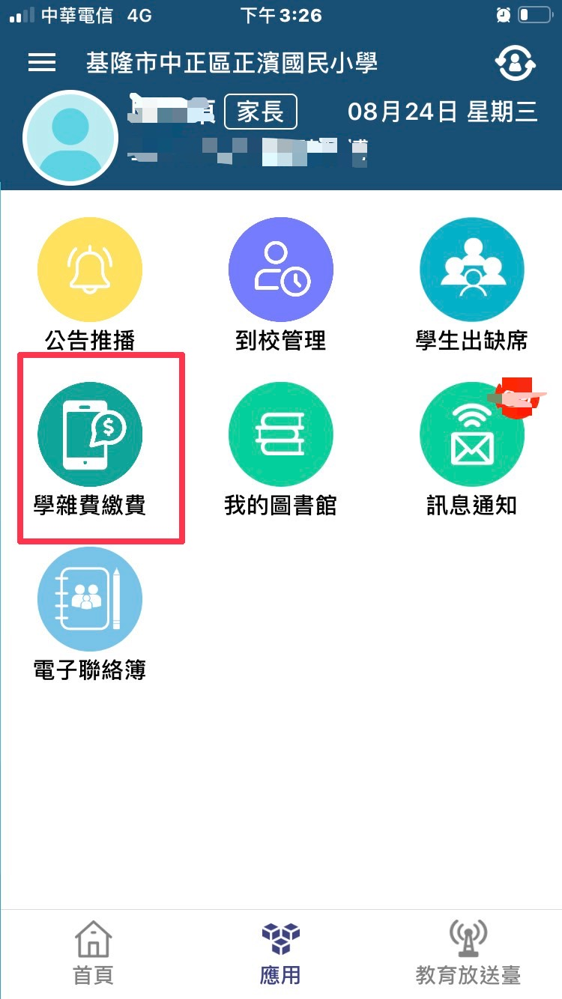 中華電信 4G 下午3:26
基隆市中正區正濱國民小學
家長 08月24日 星期三
公告推播 到校管理 學生出缺席
$
學雜費繳費 我的圖書館 訊息通知
電子聯絡簿
首頁 應用 教育放送臺